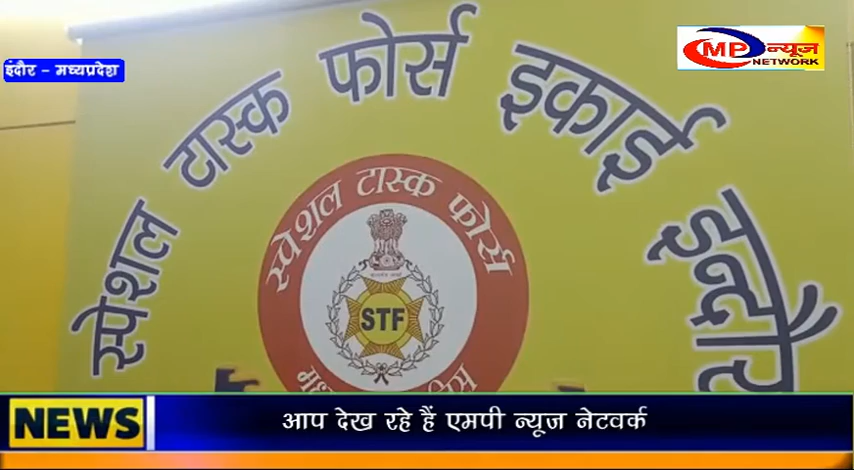 इंदौर - मध्यप्रदेश
MP न्यूज
NETWORK
स्पेशल टास्क फोर्स इकाई इन्दौर
स्पेशल टास्क फोर्स
STF
NEWS
आप देख रहे हैं एमपी न्यूज नेटवर्क